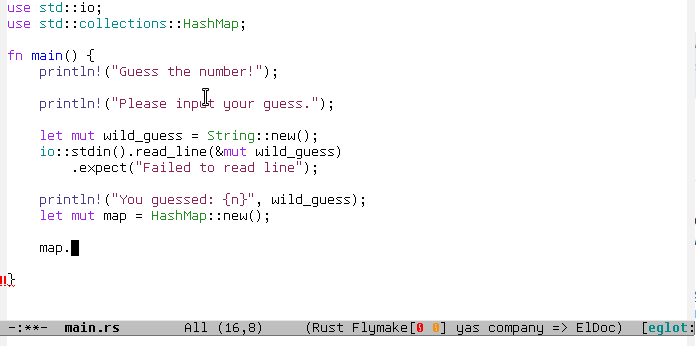 use std::io;
use std::collections::HashMap;
fn main() {
    println!("Guess the number!");
    println!("Please input your guess.");
    let mut wild_guess = String::new();
    io::stdin().read_line(&mut wild_guess)
        .expect("Failed to read line");
    println!("You guessed: {n}", wild_guess);
    let mut map = HashMap::new();
    map.
!!}
-:**-  main.rs        All (16,8)     (Rust Flymake[0 0] yas company => ElDoc)  [eglot: